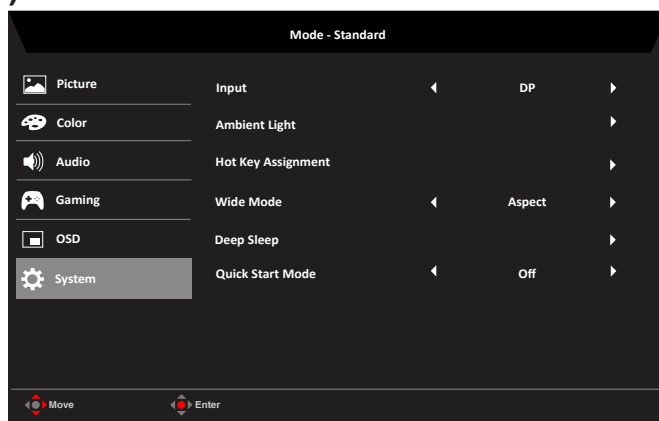 Mode - Standard
Picture
Input DP
Color
Ambient Light
Audio
Hot Key Assignment
Gaming
Wide Mode Aspect
OSD
Deep Sleep
System
Quick Start Mode Off
Move Enter